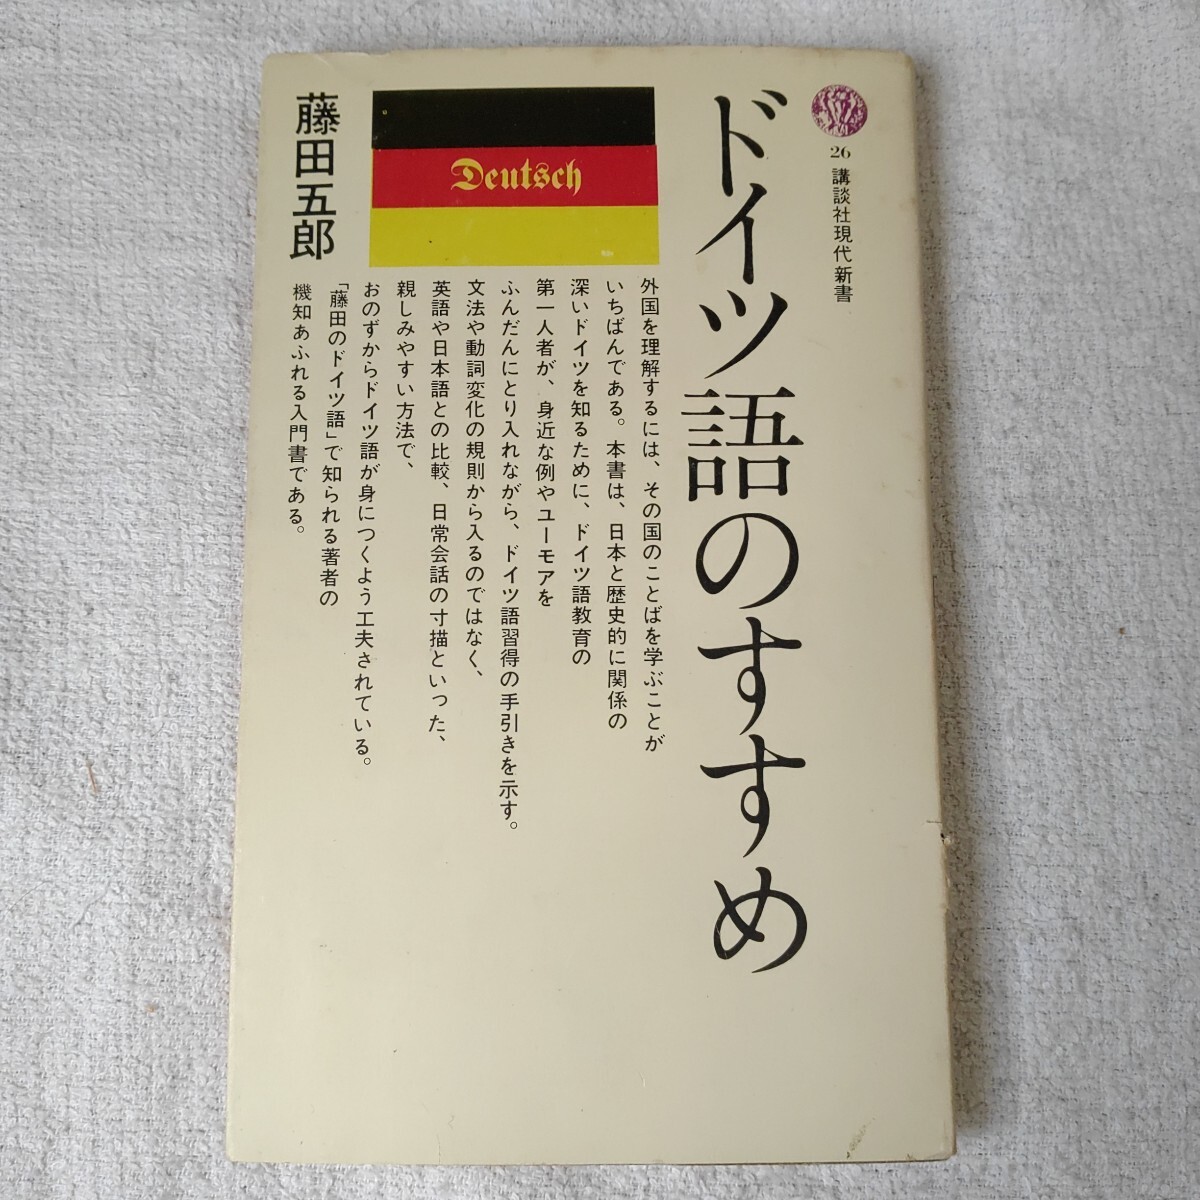 26 講談社現代新書
ドイツ語のすすめ
Deutsch
藤田五郎
外国を理解するには、その国のことばを学ぶことが
いちばんである。本書は、日本と歴史的に関係の
深いドイツを知るために、ドイツ語教育の
第一人者が、身近な例やユーモアを
ふんだんにとり入れながら、ドイツ語習得の手引きを示す。
文法や動詞変化の規則から入るのではなく、
英語や日本語との比較、日常会話の寸描といった、
親しみやすい方法で、
おのずからドイツ語が身につくよう工夫されている。
「藤田のドイツ語」で知られる著者の
機知あふれる入門書である。